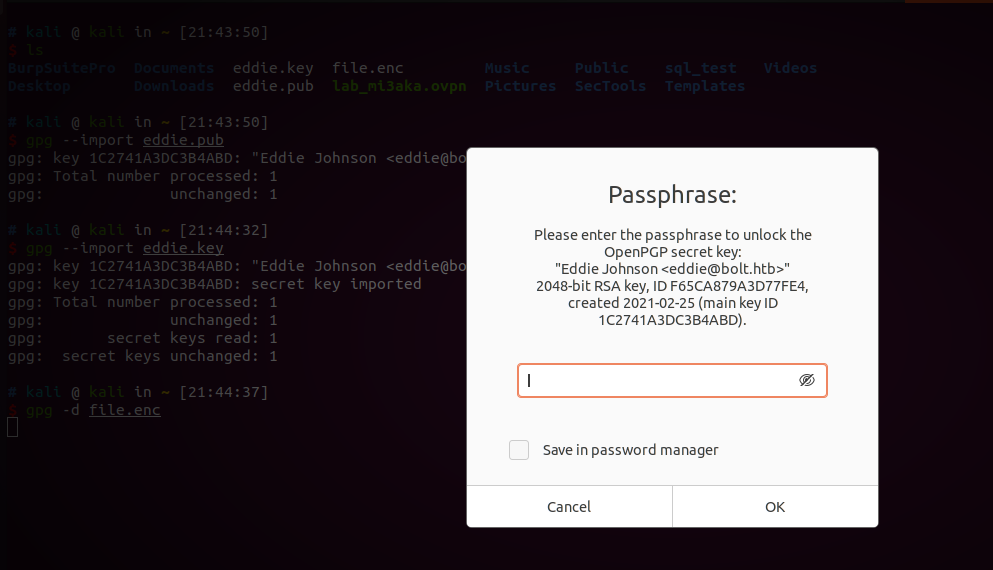 # kali @ kali in ~ [21:43:50]
$ ls
BurpSuitePro Documents eddie.key file.enc Music Public sql_test Videos
Desktop Downloads eddie.pub lab_mi3aka.ovpn Pictures SecTools Templates
# kali @ kali in ~ [21:43:50]
$ gpg --import eddie.pub
gpg: key 1C2741A3DC3B4ABD: "Eddie Johnson <eddie@bo
gpg: Total number processed: 1
gpg: unchanged: 1
# kali @ kali in ~ [21:44:32]
$ gpg --import eddie.key
gpg: key 1C2741A3DC3B4ABD: "Eddie Johnson <eddie@bo
gpg: key 1C2741A3DC3B4ABD: secret key imported
gpg: Total number processed: 1
gpg: unchanged: 1
gpg: secret keys read: 1
gpg: secret keys unchanged: 1
# kali @ kali in ~ [21:44:37]
$ gpg -d file.enc
Passphrase:
Please enter the passphrase to unlock the
OpenPGP secret key:
"Eddie Johnson <eddie@bolt.htb>"
2048-bit RSA key, ID F65CA879A3D77FE4,
created 2021-02-25 (main key ID
1C2741A3DC3B4ABD).
Save in password manager
Cancel OK